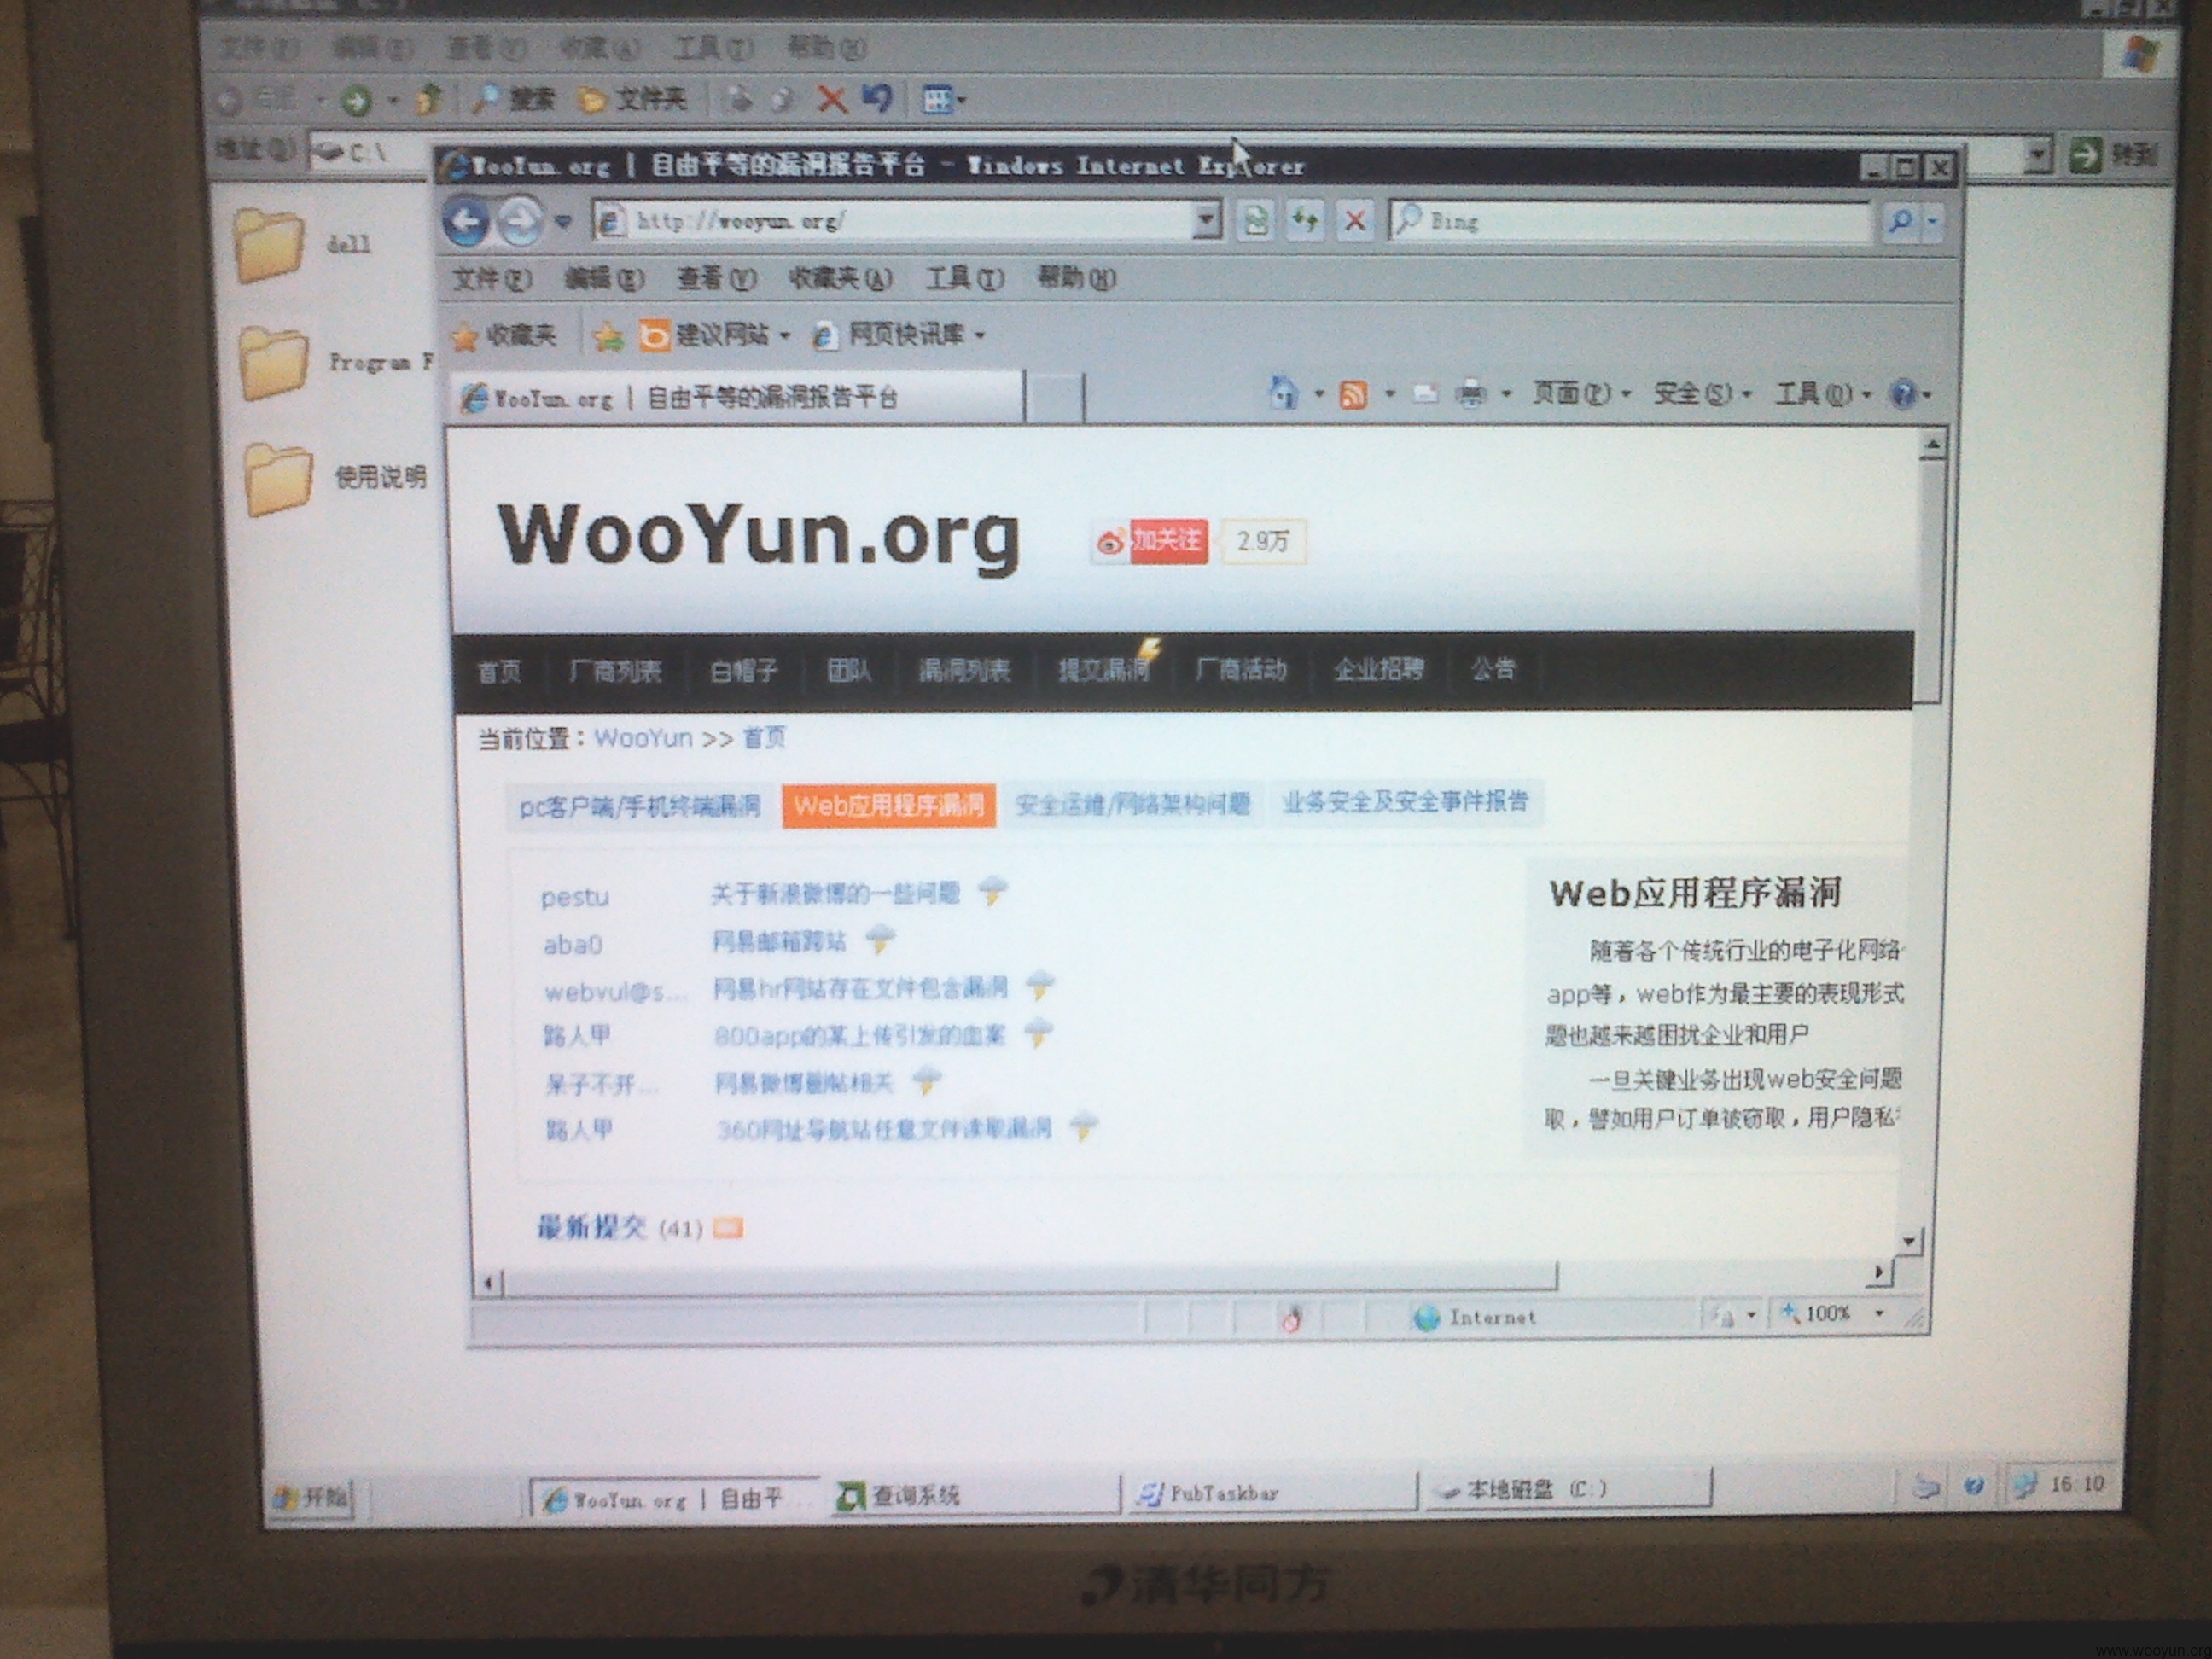 文件(F) 编辑(E) 查看(V) 收藏(A) 工具(T) 帮助(H)
后退 搜索 文件夹
地址(D) C:\ 转到
dell
Program F
使用说明
WooYun.org | 自由平等的漏洞报告平台 - Windows Internet Explorer
http://wooyun.org/ Bing
文件(F) 编辑(E) 查看(V) 收藏夹(A) 工具(T) 帮助(H)
收藏夹 建议网站 网页快讯库
WooYun.org | 自由平等的漏洞报告平台 页面(P) 安全(S) 工具(O)
WooYun.org 加关注 2.9万
首页 厂商列表 白帽子 团队 漏洞列表 提交漏洞 厂商活动 企业招聘 公告
当前位置：WooYun >> 首页
pc客户端/手机终端漏洞 Web应用程序漏洞 安全运维/网络架构问题 业务安全及安全事件报告
pestu 关于新浪微博的一些问题
aba0 网易邮箱跨站
webvul@s... 网易hr网站存在文件包含漏洞
路人甲 800app的某上传引发的血案
呆子不开... 网易微博删帖相关
路人甲 360网址导航站任意文件读取漏洞
Web应用程序漏洞
随著各个传统行业的电子化网络
app等，web作为最主要的表现形式
题也越来越困扰企业和用户
一旦关键业务出现web安全问题
取，譬如用户订单被窃取，用户隐私
最新提交 (41)
Internet 100%
开始 WooYun.org | 自由平... 查询系统 PubTaskbar 本地磁盘 (C:) 16:10
清华同方
www.wooyun.org